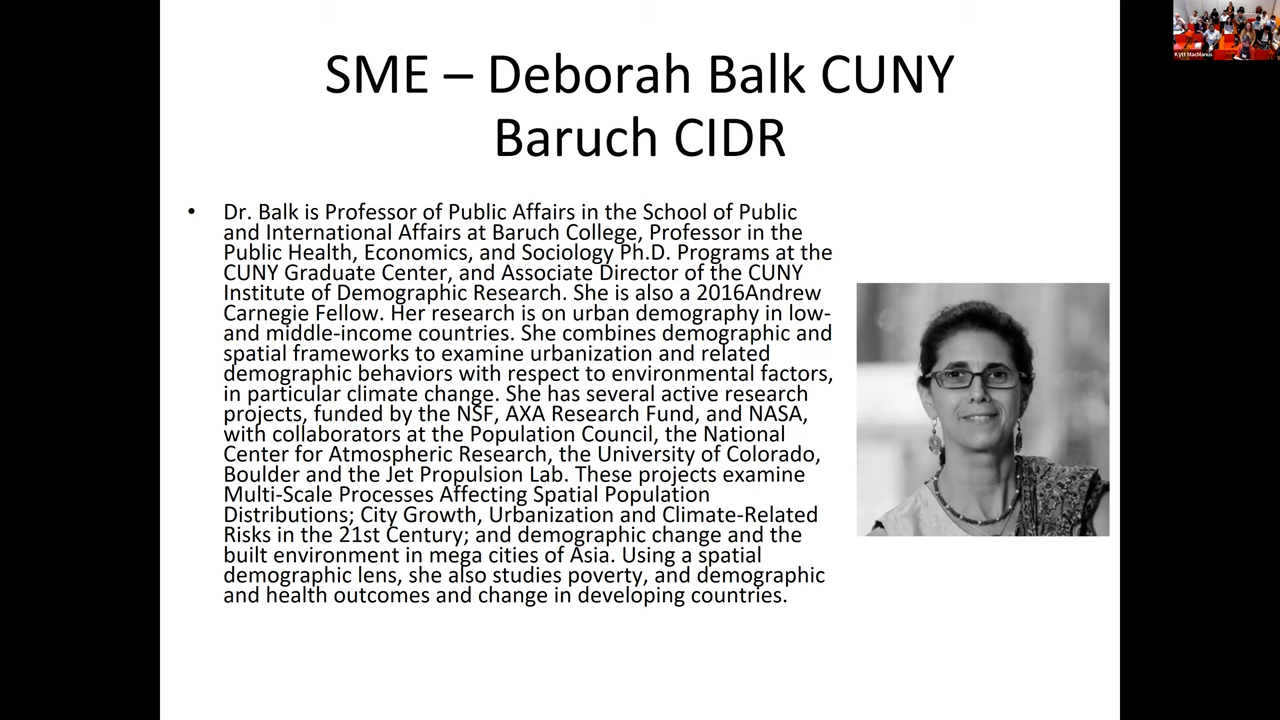 SME – Deborah Balk CUNY
Baruch CIDR
• Dr. Balk is Professor of Public Affairs in the School of Public
and International Affairs at Baruch College, Professor in the
Public Health, Economics, and Sociology Ph.D. Programs at the
CUNY Graduate Center, and Associate Director of the CUNY
Institute of Demographic Research. She is also a 2016Andrew
Carnegie Fellow. Her research is on urban demography in low-
and middle-income countries. She combines demographic and
spatial frameworks to examine urbanization and related
demographic behaviors with respect to environmental factors,
in particular climate change. She has several active research
projects, funded by the NSF, AXA Research Fund, and NASA,
with collaborators at the Population Council, the National
Center for Atmospheric Research, the University of Colorado,
Boulder and the Jet Propulsion Lab. These projects examine
Multi-Scale Processes Affecting Spatial Population
Distributions; City Growth, Urbanization and Climate-Related
Risks in the 21st Century; and demographic change and the
built environment in mega cities of Asia. Using a spatial
demographic lens, she also studies poverty, and demographic
and health outcomes and change in developing countries.
Kytt MacManus